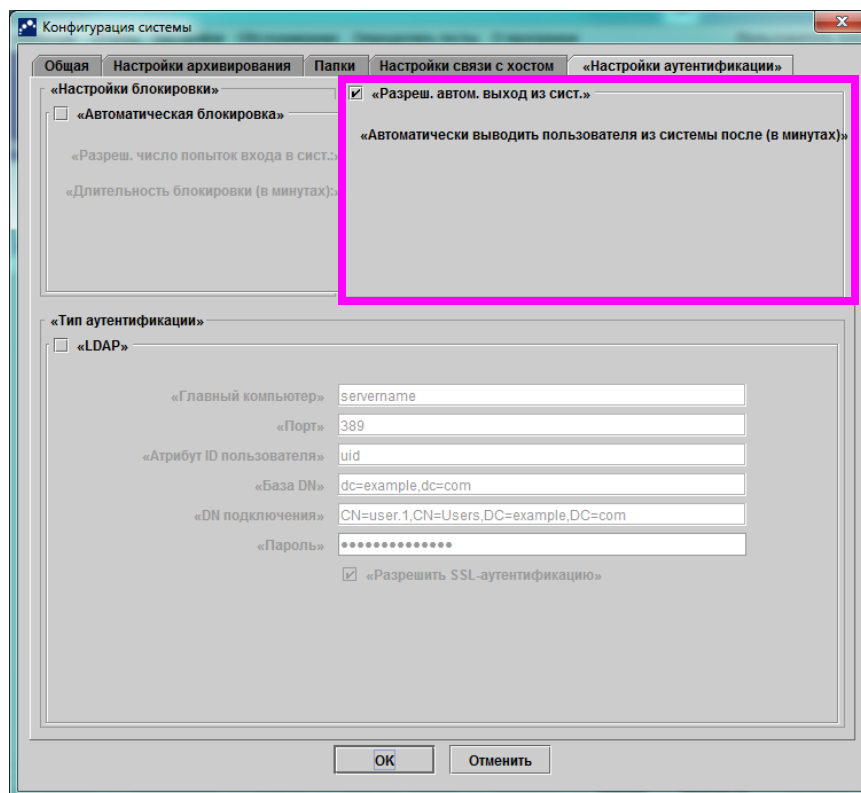 Конфигурация системы
Общая
Настройки архивирования
Папки
Настройки связи с хостом
«Настройки аутентификации»
«Настройки блокировки»
«Автоматическая блокировка»
«Разреш. число попыток входа в сист.:»
«Длительность блокировки (в минутах):»
«Разреш. автом. выход из сист.»
«Автоматически выводить пользователя из системы после (в минутах)»
«Тип аутентификации»
«LDAP»
«Главный компьютер» servername
«Порт» 389
«Атрибут ID пользователя» uid
«База DN» dc=example,dc=com
«DN подключения» CN=user.1,CN=Users,DC=example,DC=com
«Пароль»
«Разрешить SSL-аутентификацию»
OK
Отменить